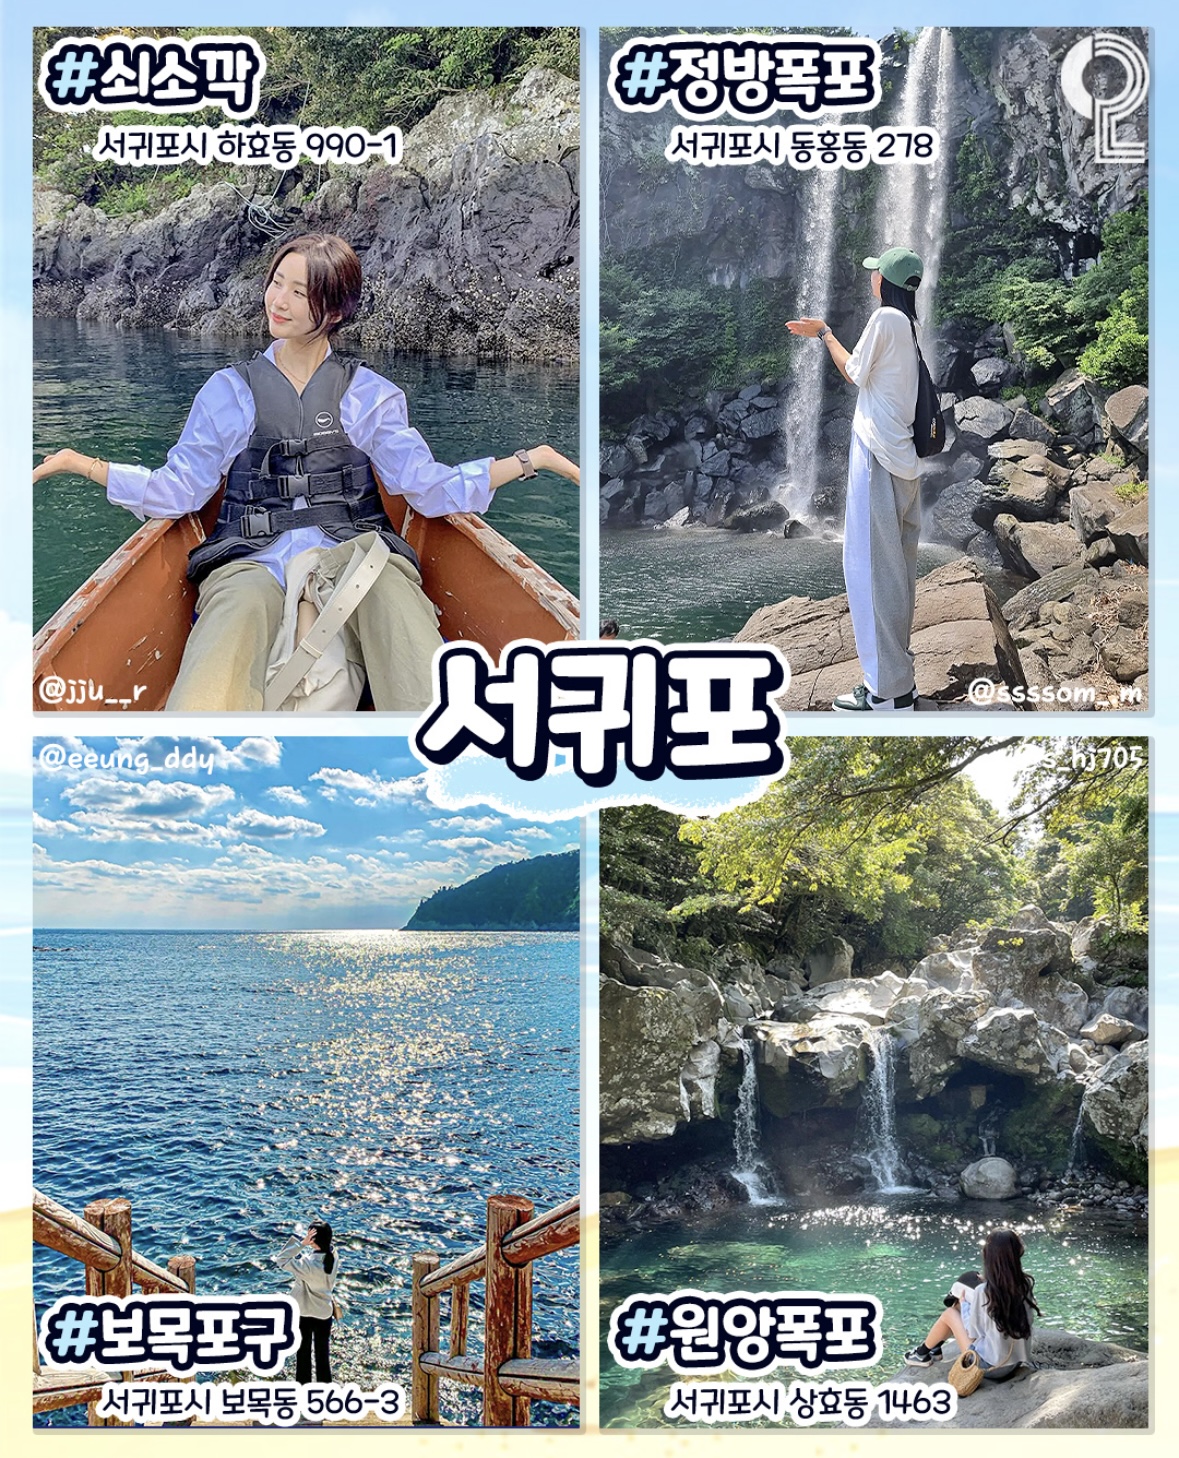 #쇠소깍
서귀포시 하효동 990-1
#정방폭포
서귀포시 동홍동 278
@jju__r
@ssssom_.m
서귀포
@eeung_ddy
s_hj705
#보목포구
서귀포시 보목동 566-3
#원앙폭포
서귀포시 상효동 1463